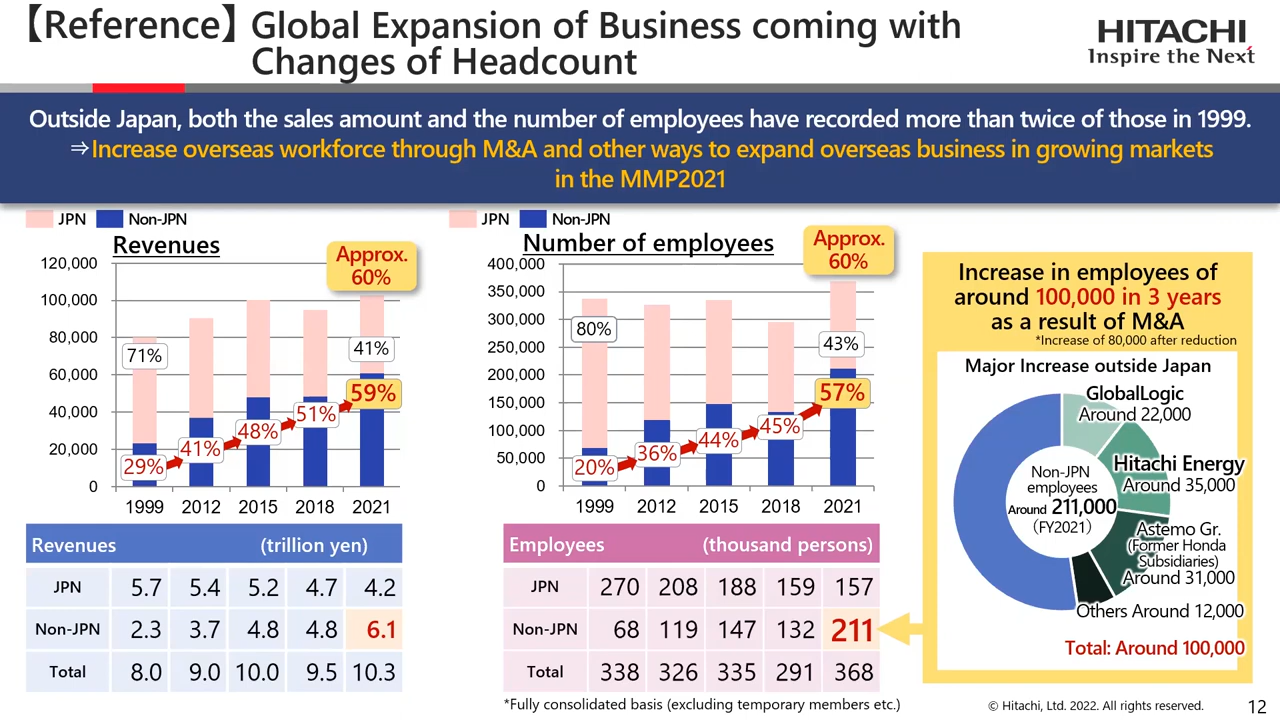 【Reference】Global Expansion of Business coming with
Changes of Headcount
HITACHI
Inspire the Next
Outside Japan, both the sales amount and the number of employees have recorded more than twice of those in 1999.
⇒Increase overseas workforce through M&A and other ways to expand overseas business in growing markets
in the MMP2021
JPN Non-JPN
Revenues
Approx.
60%
120,000
100,000
80,000
60,000
40,000
20,000
0
71%
41%
29%
41%
48%
51%
59%
1999 2012 2015 2018 2021
JPN Non-JPN
Number of employees
Approx.
60%
400,000
350,000
300,000
250,000
200,000
150,000
100,000
50,000
0
80%
43%
20%
36%
44%
45%
57%
1999 2012 2015 2018 2021
Revenues (trillion yen)
JPN 5.7 5.4 5.2 4.7 4.2
Non-JPN 2.3 3.7 4.8 4.8 6.1
Total 8.0 9.0 10.0 9.5 10.3
Employees (thousand persons)
JPN 270 208 188 159 157
Non-JPN 68 119 147 132 211
Total 338 326 335 291 368
*Fully consolidated basis (excluding temporary members etc.)
Increase in employees of
around 100,000 in 3 years
as a result of M&A
*Increase of 80,000 after reduction
Major Increase outside Japan
GlobalLogic
Around 22,000
Hitachi Energy
Around 35,000
Astemo Gr.
(Former Honda
Subsidiaries)
Around 31,000
Others Around 12,000
Non-JPN
employees
Around 211,000
(FY2021)
Total: Around 100,000
© Hitachi, Ltd. 2022. All rights reserved.
12